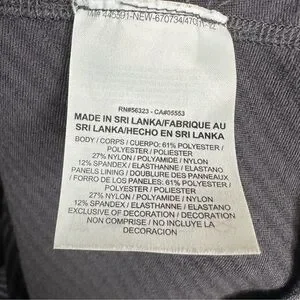 RN#56323 - CA#05553
MADE IN SRI LANKA/FABRIQUE AU
SRI LANKA/HECHO EN SRI LANKA
BODY / CORPS / CUERPO: 61% POLYESTER /
POLYESTER / POLIESTER
27% NYLON / POLYAMIDE / NYLON
12% SPANDEX / ELASTHANNE / ELASTANO
PANELS LINING / DOUBLURE DES PANNEAUX
/ FORRO DE LOS PANELES: 61% POLYESTER /
POLYESTER / POLIESTER
27% NYLON / POLYAMIDE / NYLON
12% SPANDEX / ELASTHANNE / ELASTANO
EXCLUSIVE OF DECORATION / DECORATION
NON COMPRISE / NO INCLUYE LA
DECORACION